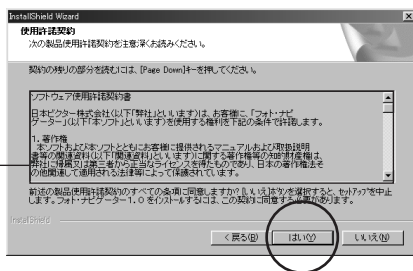 InstallShield Wizard
使用許諾契約
次の製品使用許諾契約を注意深くお読みください。
契約の残りの部分を読むには、[Page Down]キーを押してください。
ソフトウェア使用許諾契約書
日本ビクター株式会社(以下「弊社」といいます)は、お客様に、「フォト・ナビ
ゲーター」(以下「本ソフト」といいます)を使用する権利を下記の条件で許諾します。
1. 著作権
本ソフトおよび本ソフトとともにお客様に提供されるマニュアルおよび取扱説明
書等の関連資料(以下「関連資料」といいます)に関する著作権等の知的財産権は、
弊社に帰属又は第三者から正当なライセンスを得たものであり、日本の著作権法そ
の他関連して適用される法律等によって保護されています。
前述の製品使用許諾契約のすべての条項に同意しますか? [いいえ]ボタンを選択すると、セットアップを中止
します。フォト・ナビゲーター1.0 をインストールするには、この契約に同意する必要があります。
InstallShield
< 戻る(B)
はい(Y)
いいえ(N)